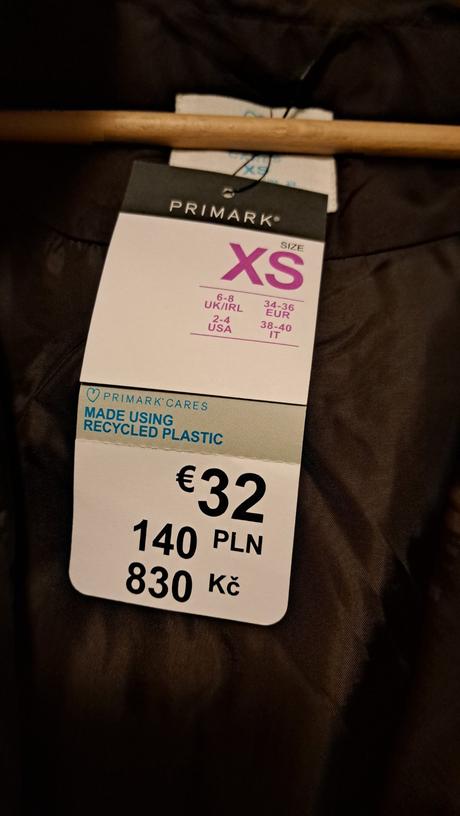 XS
PRIMARK®
SIZE
XS
6-8
UK/IRL
34-36
EUR
2-4
USA
38-40
IT
PRIMARK® CARES
MADE USING
RECYCLED PLASTIC
€32
140 PLN
830 Kč